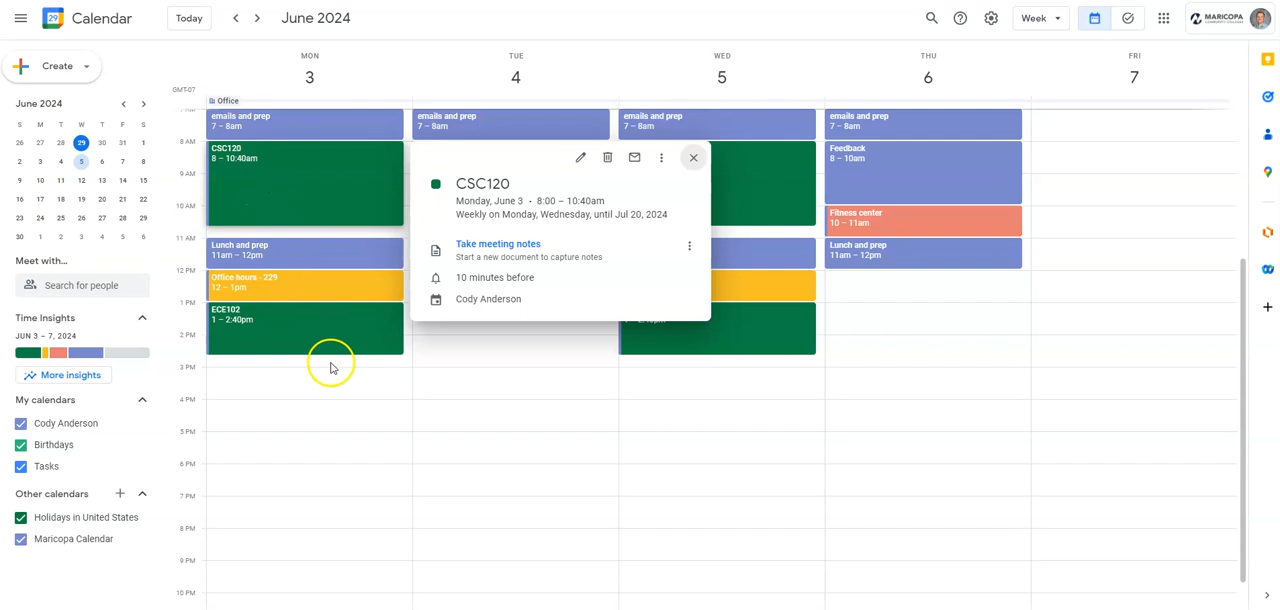 Calendar
29
Today
June 2024
Week
MARICOPA
COMMUNITY COLLEGES
Create
June 2024
S M T W T F S
26 27 28 29 30 31 1
2 3 4 5 6 7 8
9 10 11 12 13 14 15
16 17 18 19 20 21 22
23 24 25 26 27 28 29
30 1 2 3 4 5 6
Meet with...
Search for people
Time Insights
JUN 3 – 7, 2024
More insights
My calendars
Cody Anderson
Birthdays
Tasks
Other calendars
Holidays in United States
Maricopa Calendar
MON
3
TUE
4
WED
5
THU
6
FRI
7
GMT-07
Office
8 AM
9 AM
10 AM
11 AM
12 PM
1 PM
2 PM
3 PM
4 PM
5 PM
6 PM
7 PM
8 PM
9 PM
10 PM
emails and prep
7 – 8am
CSC120
8 – 10:40am
Lunch and prep
11am – 12pm
Office hours - 229
12 – 1pm
ECE102
1 – 2:40pm
emails and prep
7 – 8am
emails and prep
7 – 8am
emails and prep
7 – 8am
Feedback
8 – 10am
Fitness center
10 – 11am
Lunch and prep
11am – 12pm
CSC120
Monday, June 3 · 8:00 – 10:40am
Weekly on Monday, Wednesday, until Jul 20, 2024
Take meeting notes
Start a new document to capture notes
10 minutes before
Cody Anderson